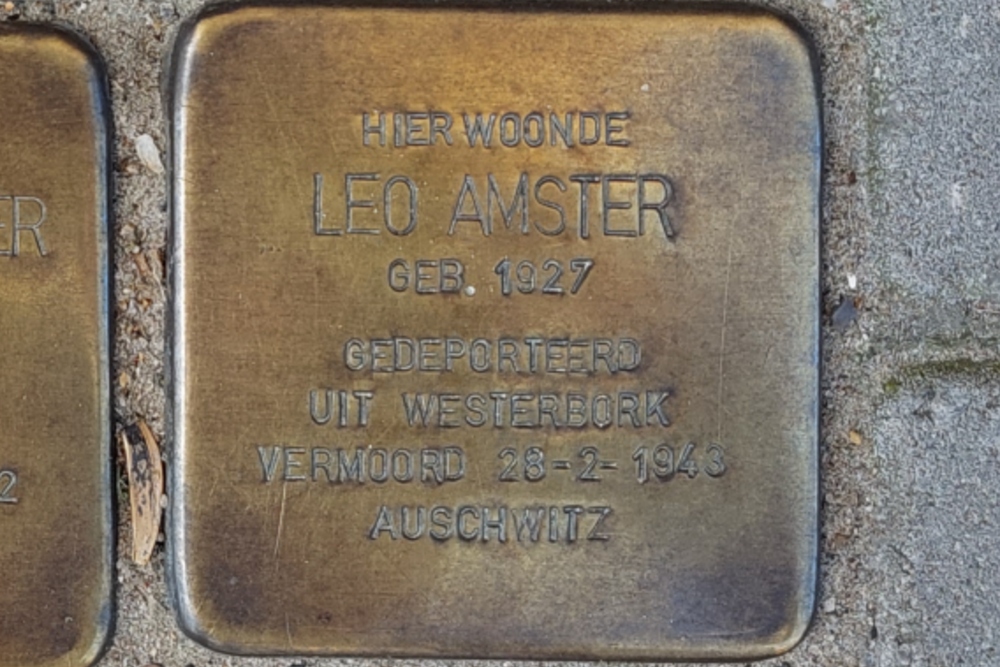 HIER WOONDE
LEO AMSTER
GEB. 1927
GEDEPORTEERD
UIT WESTERBORK
VERMOORD 28-2-1943
AUSCHWITZ